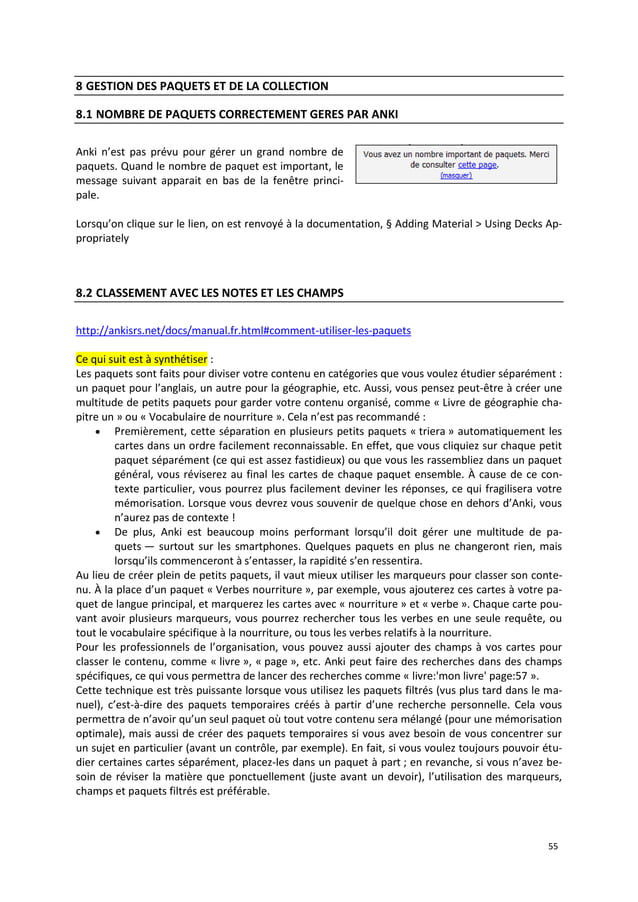 8 GESTION DES PAQUETS ET DE LA COLLECTION
8.1 NOMBRE DE PAQUETS CORRECTEMENT GERES PAR ANKI
Anki n’est pas prévu pour gérer un grand nombre de
paquets. Quand le nombre de paquet est important, le
message suivant apparait en bas de la fenêtre princi-
pale.
Vous avez un nombre important de paquets. Merci
de consulter cette page.
(masquer)
Lorsqu’on clique sur le lien, on est renvoyé à la documentation, § Adding Material > Using Decks Ap-
propriately
8.2 CLASSEMENT AVEC LES NOTES ET LES CHAMPS
http://ankisrs.net/docs/manual.fr.html#comment-utiliser-les-paquets
Ce qui suit est à synthétiser :
Les paquets sont faits pour diviser votre contenu en catégories que vous voulez étudier séparément :
un paquet pour l’anglais, un autre pour la géographie, etc. Aussi, vous pensez peut-être à créer une
multitude de petits paquets pour garder votre contenu organisé, comme « Livre de géographie cha-
pitre un » ou « Vocabulaire de nourriture ». Cela n’est pas recommandé :
• Premièrement, cette séparation en plusieurs petits paquets « triera » automatiquement les
cartes dans un ordre facilement reconnaissable. En effet, que vous cliquiez sur chaque petit
paquet séparément (ce qui est assez fastidieux) ou que vous les rassembliez dans un paquet
général, vous réviserez au final les cartes de chaque paquet ensemble. À cause de ce con-
texte particulier, vous pourrez plus facilement deviner les réponses, ce qui fragilisera votre
mémorisation. Lorsque vous devrez vous souvenir de quelque chose en dehors d’Anki, vous
n’aurez pas de contexte !
• De plus, Anki est beaucoup moins performant lorsqu’il doit gérer une multitude de pa-
quets — surtout sur les smartphones. Quelques paquets en plus ne changeront rien, mais
lorsqu’ils commenceront à s’entasser, la rapidité s’en ressentira.
Au lieu de créer plein de petits paquets, il vaut mieux utiliser les marqueurs pour classer son conte-
nu. À la place d’un paquet « Verbes nourriture », par exemple, vous ajouterez ces cartes à votre pa-
quet de langue principal, et marquerez les cartes avec « nourriture » et « verbe ». Chaque carte pou-
vant avoir plusieurs marqueurs, vous pourrez rechercher tous les verbes en une seule requête, ou
tout le vocabulaire spécifique à la nourriture, ou tous les verbes relatifs à la nourriture.
Pour les professionnels de l’organisation, vous pouvez aussi ajouter des champs à vos cartes pour
classer le contenu, comme « livre », « page », etc. Anki peut faire des recherches dans des champs
spécifiques, ce qui vous permettra de lancer des recherches comme « livre:'mon livre' page:57 ».
Cette technique est très puissante lorsque vous utilisez les paquets filtrés (vus plus tard dans le ma-
nuel), c’est-à-dire des paquets temporaires créés à partir d’une recherche personnelle. Cela vous
permettra de n’avoir qu’un seul paquet où tout votre contenu sera mélangé (pour une mémorisation
optimale), mais aussi de créer des paquets temporaires si vous avez besoin de vous concentrer sur
un sujet en particulier (avant un contrôle, par exemple). En fait, si vous voulez toujours pouvoir étu-
dier certaines cartes séparément, placez-les dans un paquet à part ; en revanche, si vous n’avez be-
soin de réviser la matière que ponctuellement (juste avant un devoir), l’utilisation des marqueurs,
champs et paquets filtrés est préférable.
55